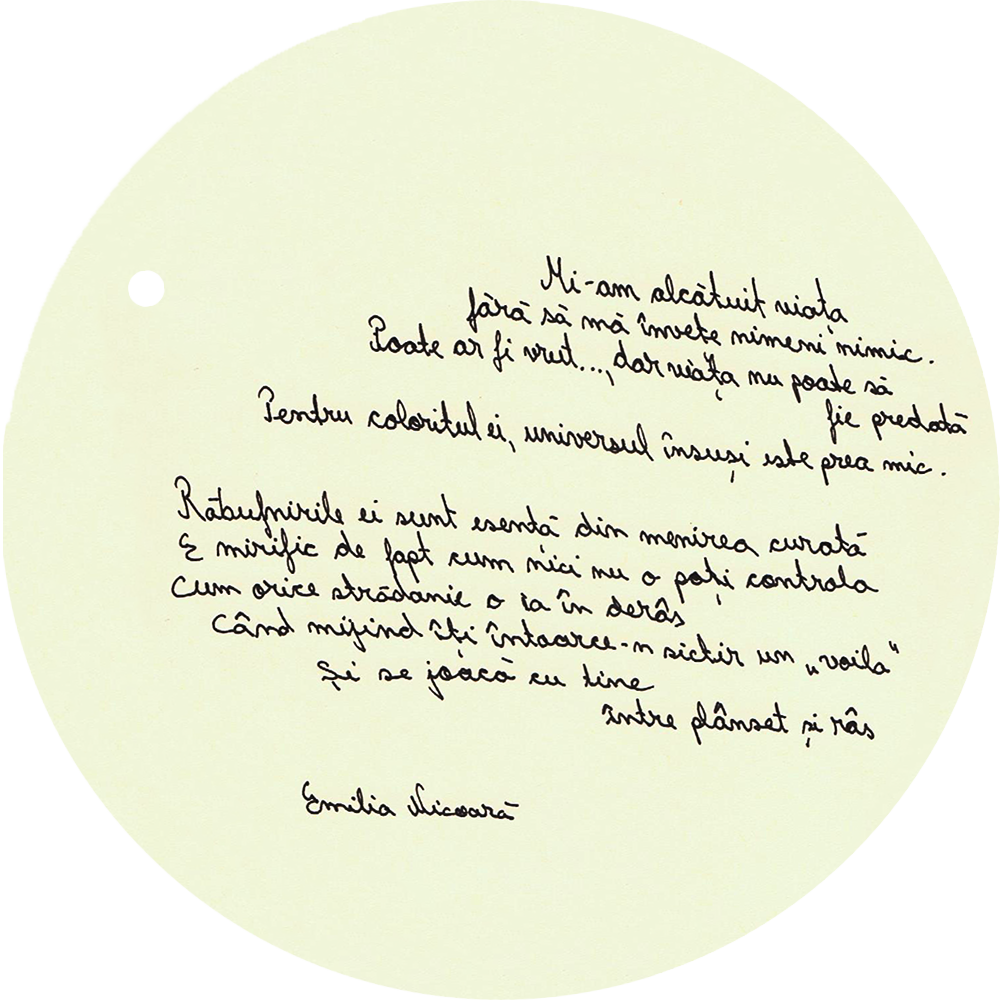 Mi-am alcătuit viața
fără să mă învețe nimeni nimic.
Poate ar fi vrut..., dar viața nu poate să
fie predată
Pentru coloritul ei, universul însuși este prea mic.
Răbufnirile ei sunt esență din menirea curată
E mirific de fapt cum nici nu o poți controla
Cum orice strădanie o ia în derâs
Când mijind îți întoarce-n sictir un „voila"
Și se joacă cu tine
între plânset și râs
Emilia Nicoară